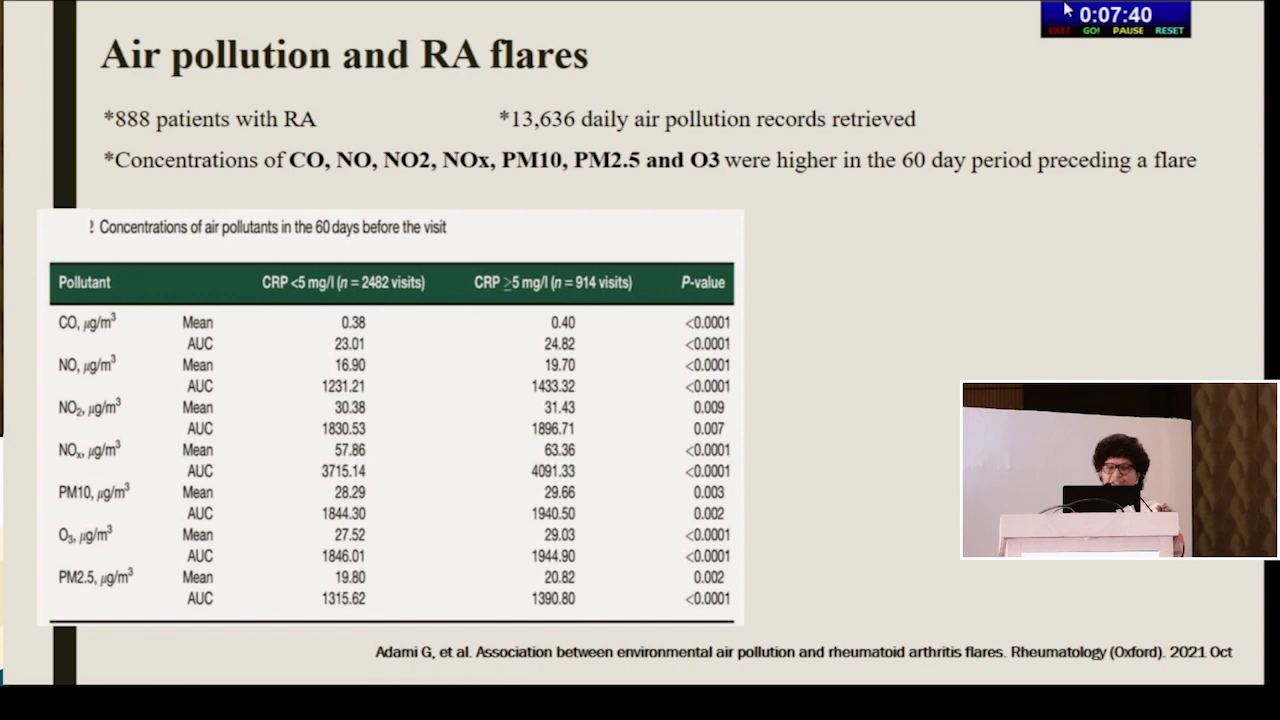 0:07:40
EXIT GO! PAUSE RESET
Air pollution and RA flares
*888 patients with RA *13,636 daily air pollution records retrieved
*Concentrations of CO, NO, NO2, NOx, PM10, PM2.5 and O3 were higher in the 60 day period preceding a flare
Concentrations of air pollutants in the 60 days before the visit
Pollutant CRP <5 mg/l (n = 2482 visits) CRP ≥5 mg/l (n = 914 visits) P-value
CO, μg/m³ Mean 0.38 0.40 <0.0001
AUC 23.01 24.82 <0.0001
NO, μg/m³ Mean 16.90 19.70 <0.0001
AUC 1231.21 1433.32 <0.0001
NO₂, μg/m³ Mean 30.38 31.43 0.009
AUC 1830.53 1896.71 0.007
NOₓ, μg/m³ Mean 57.86 63.36 <0.0001
AUC 3715.14 4091.33 <0.0001
PM10, μg/m³ Mean 28.29 29.66 0.003
AUC 1844.30 1940.50 0.002
O₃, μg/m³ Mean 27.52 29.03 <0.0001
AUC 1846.01 1944.90 <0.0001
PM2.5, μg/m³ Mean 19.80 20.82 0.002
AUC 1315.62 1390.80 <0.0001
Adami G, et al. Association between environmental air pollution and rheumatoid arthritis flares. Rheumatology (Oxford). 2021 Oct